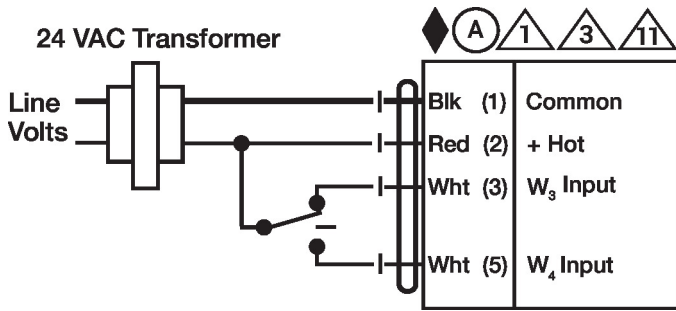 24 VAC Transformer
A 1 3 11
Line
Volts
Blk (1) Common
Red (2) + Hot
Wht (3) W3 Input
Wht (5) W4 Input